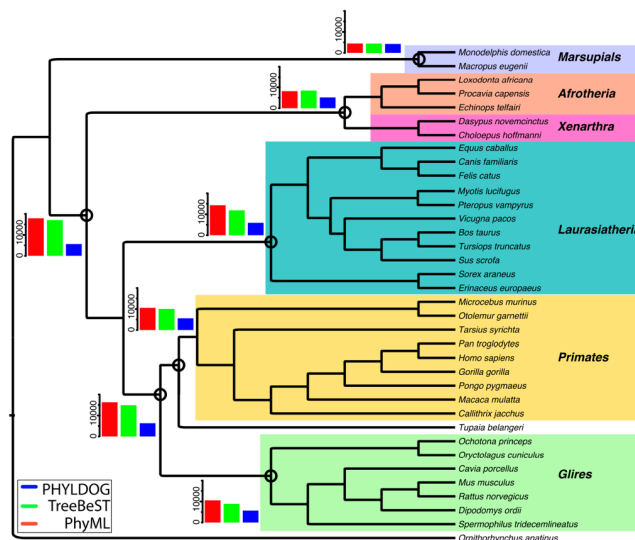 0 10000
Monodelphis domestica
Macropus eugenii
Marsupials
0 10000
Loxodonta africana
Procavia capensis
Echinops telfairi
Afrotheria
Dasypus novemcinctus
Choloepus hoffmanni
Xenarthra
Equus caballus
Canis familiaris
Felis catus
Myotis lucifugus
Pteropus vampyrus
Vicugna pacos
Bos taurus
Tursiops truncatus
Sus scrofa
Sorex araneus
Erinaceus europaeus
Laurasiatheria
0 10000
0 10000
0 10000
Microcebus murinus
Otolemur garnettii
Tarsius syrichta
Pan troglodytes
Homo sapiens
Gorilla gorilla
Pongo pygmaeus
Macaca mulatta
Callithrix jacchus
Primates
Tupaia belangeri
0 10000
Ochotona princeps
Oryctolagus cuniculus
Cavia porcellus
Mus musculus
Rattus norvegicus
Dipodomys ordii
Spermophilus tridecemlineatus
Glires
0 10000
PHYLDOG
TreeBeST
PhyML
Ornithorhynchus anatinus